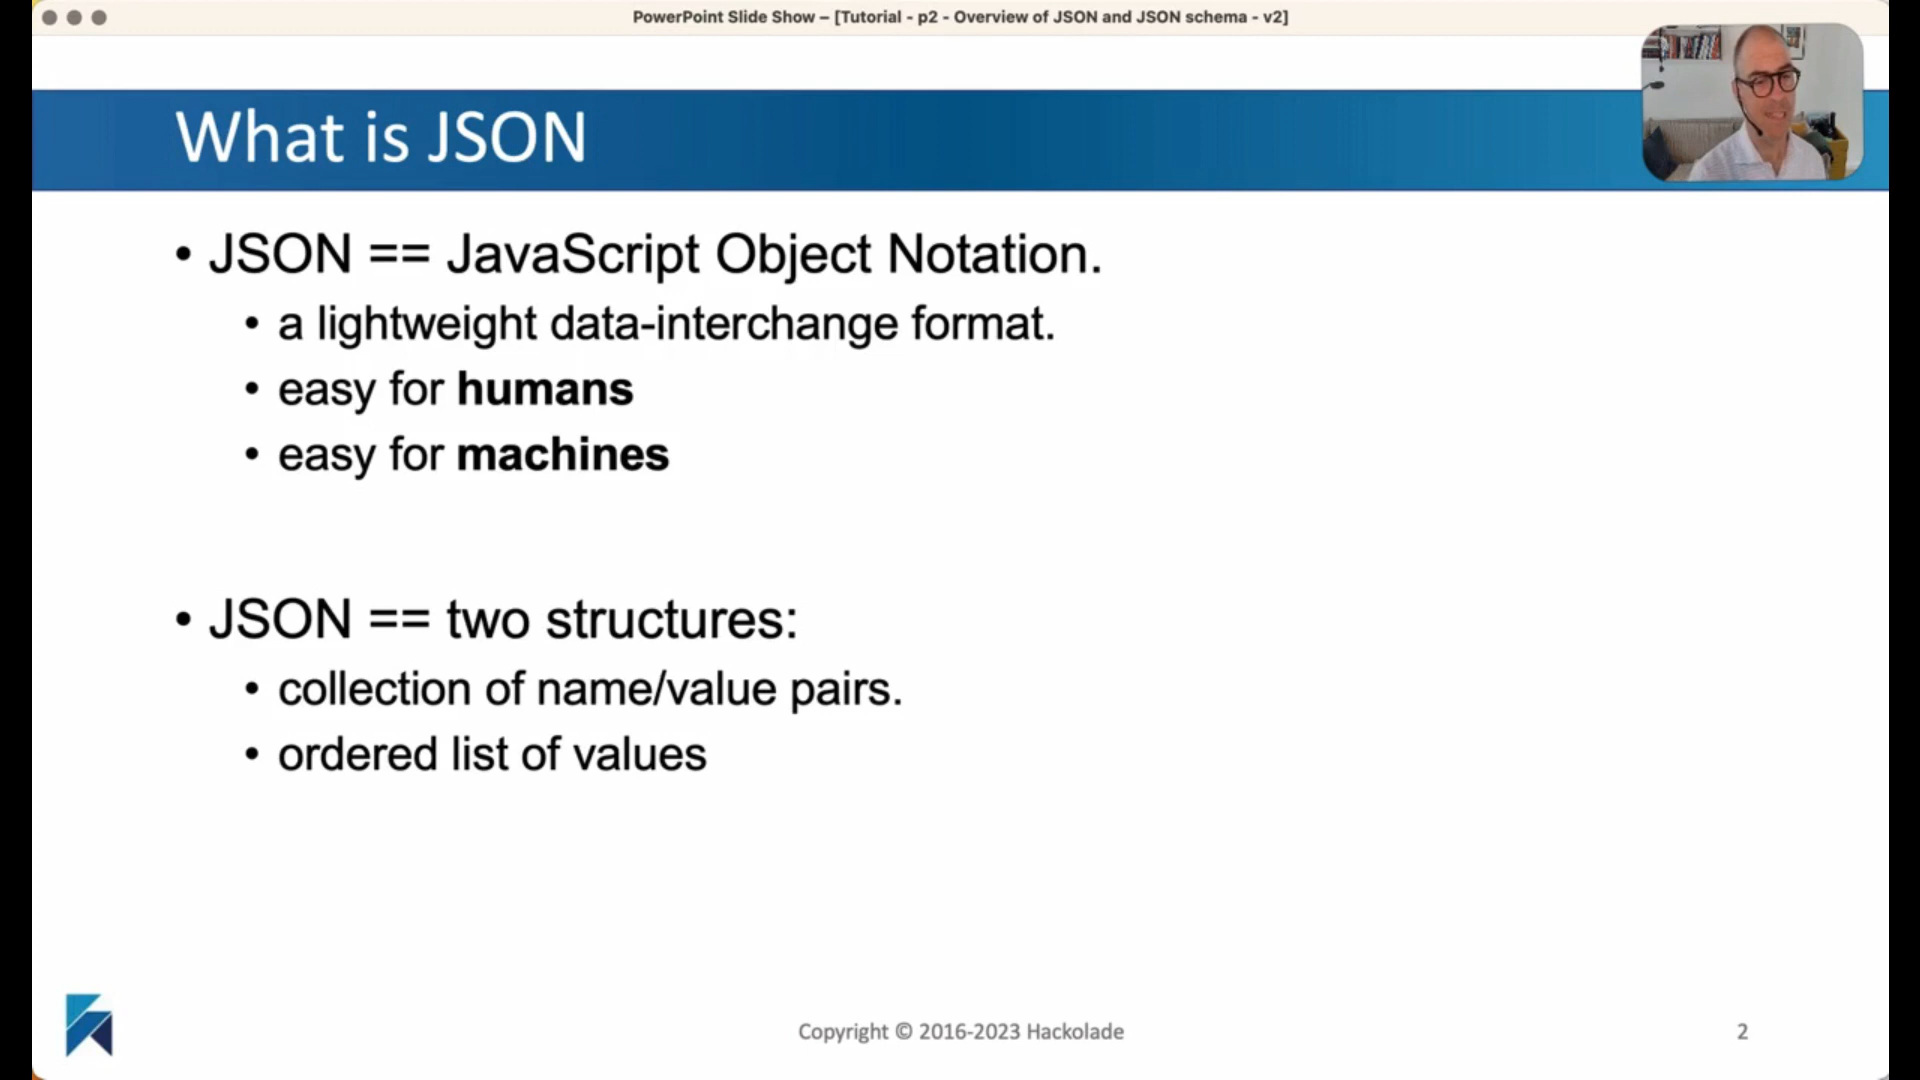 PowerPoint Slide Show – [Tutorial - p2 - Overview of JSON and JSON schema - v2]
What is JSON
• JSON == JavaScript Object Notation.
• a lightweight data-interchange format.
• easy for humans
• easy for machines
• JSON == two structures:
• collection of name/value pairs.
• ordered list of values
Copyright © 2016-2023 Hackolade
2